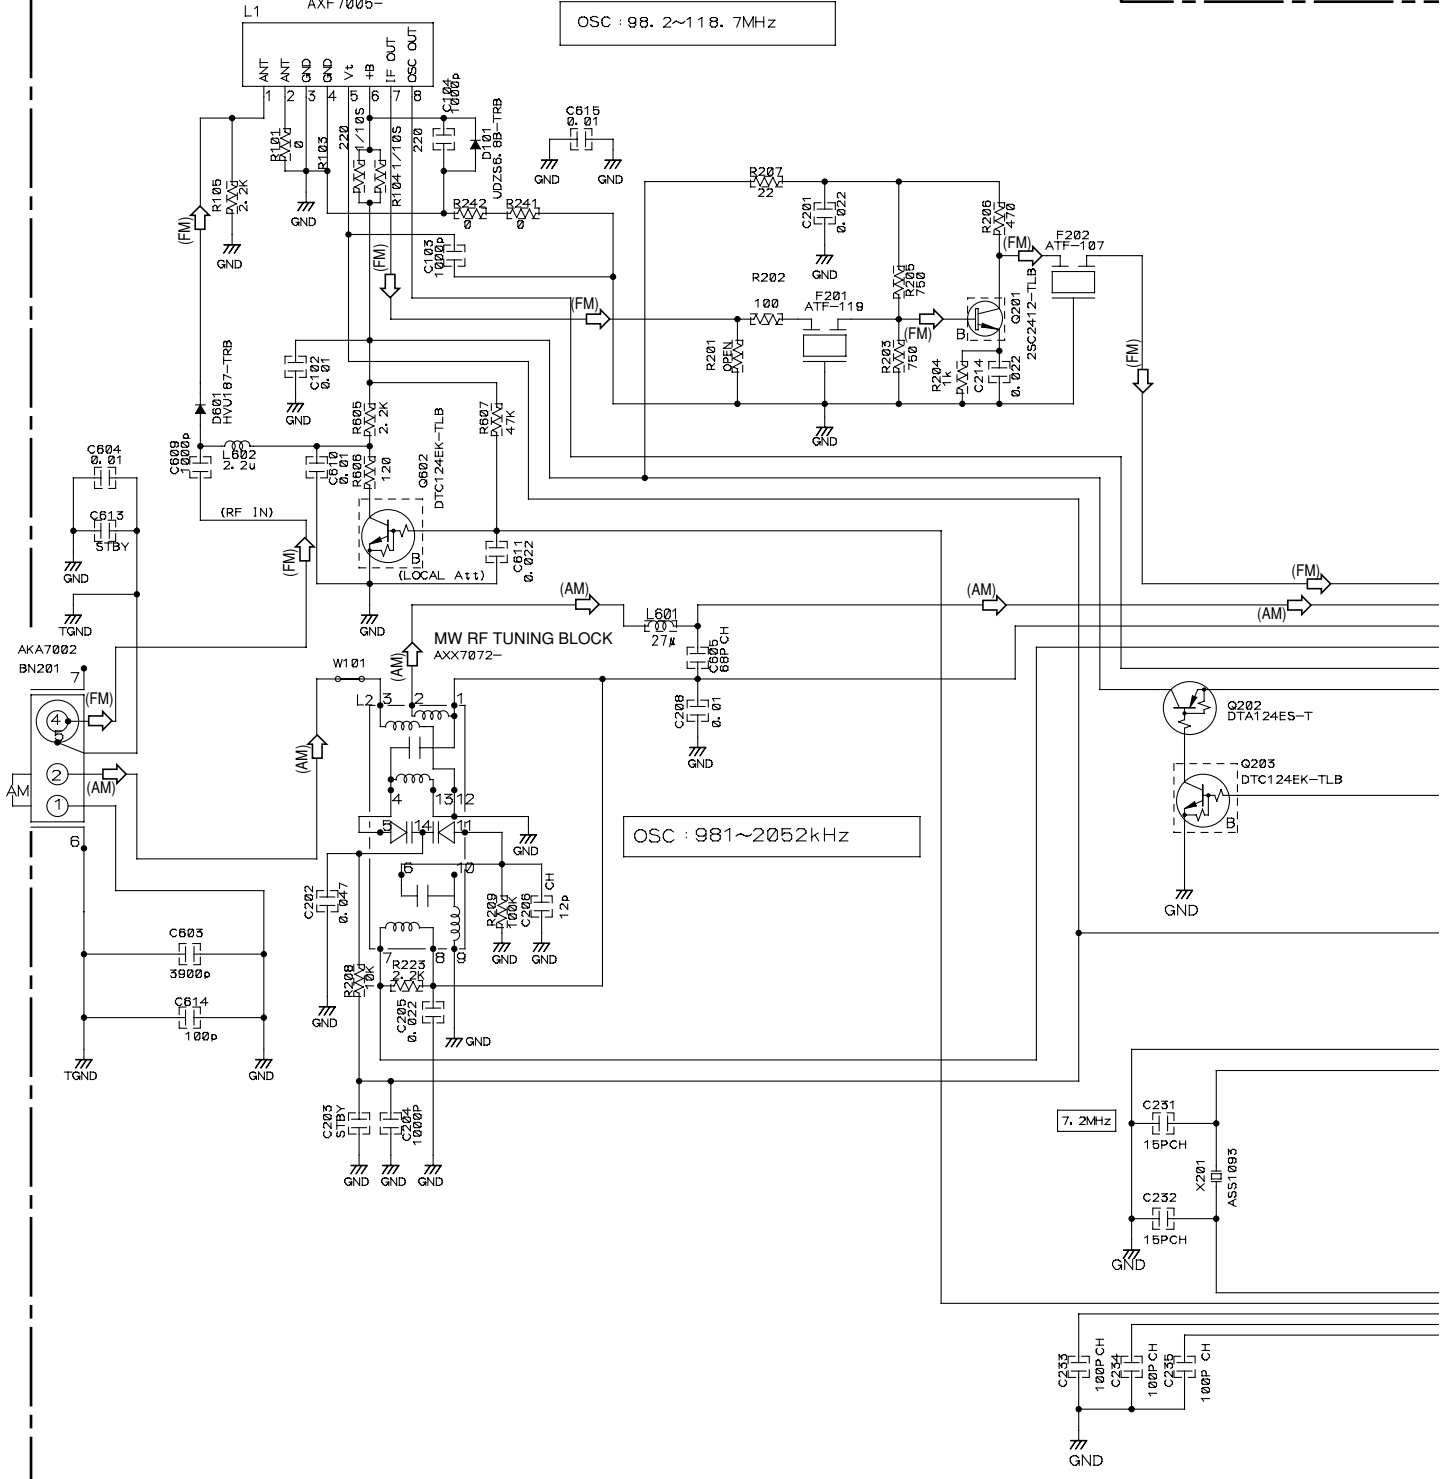 AXF7005-
L1
OSC : 98. 2~118. 7MHz
ANT
ANT
GND
GND
Vt
+B
IF OUT
OSC OUT
1
2
3
4
5
6
7
8
C104
1000p
D101
UDZS6. 8B-TRB
R101
0
R103
220
1/10S
R104 1/10S
220
R105
2. 2K
(FM)
GND
GND
R242
0
R241
0
C103
1000p
(FM)
C615
0. 01
GND
GND
R207
22
C201
0. 022
GND
R206
470
(FM)
F202
ATF-107
R202
100
R205
750
(FM)
F201
ATF-119
(FM)
B
Q201
2SC2412-TLB
R201
OPEN
R203
750
R204
1k
C214
0. 022
GND
(FM)
C102
0. 01
GND
D601
HVU187-TRB
C609
1000p
L602
2. 2u
C610
0. 01
R605
2. 2K
R606
120
R607
47K
Q602
DTC124EK-TLB
B
(LOCAL Att)
C611
0. 022
GND
(RF IN)
(FM)
C604
0. 01
C613
STBY
GND
TGND
AKA7002
BN201
7
(FM)
4
5
2
(AM)
AM
1
6
MW RF TUNING BLOCK
AXX7072-
W101
(AM)
(AM)
(AM)
L601
27μ
C605
68P CH
C208
0. 01
GND
(AM)
(FM)
(AM)
L2
3
2
1
4
13
12
5
14
11
6
10
7
8
9
GND
OSC : 981~2052kHz
C202
0. 047
GND
R209
100K
C206
CH
12p
GND
GND
R208
10K
R223
2. 2K
C205
0. 022
GND
Q202
DTA124ES-T
Q203
DTC124EK-TLB
B
GND
C603
3900p
C614
100p
TGND
GND
C203
STBY
C204
1000P
GND
GND
GND
7. 2MHz
C231
15PCH
X201
ASS1093
C232
15PCH
GND
C233
100P CH
C234
100P CH
C235
100P CH
GND